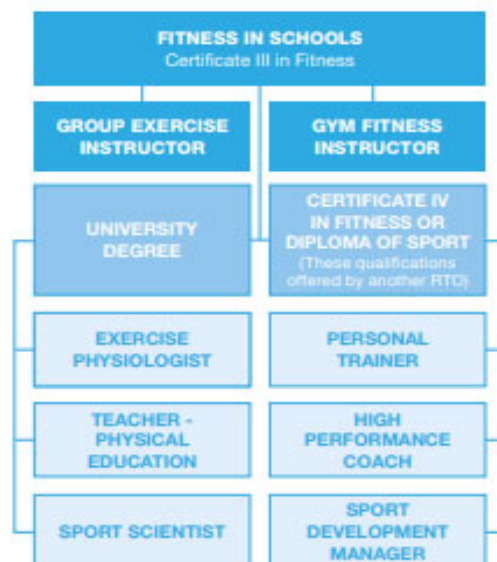 FITNESS IN SCHOOLS
Certificate III in Fitness
GROUP EXERCISE
INSTRUCTOR
GYM FITNESS
INSTRUCTOR
UNIVERSITY
DEGREE
CERTIFICATE IV
IN FITNESS OR
DIPLOMA OF SPORT
(These qualifications
offered by another RTO)
EXERCISE
PHYSIOLOGIST
PERSONAL
TRAINER
TEACHER -
PHYSICAL
EDUCATION
HIGH
PERFORMANCE
COACH
SPORT SCIENTIST
SPORT
DEVELOPMENT
MANAGER